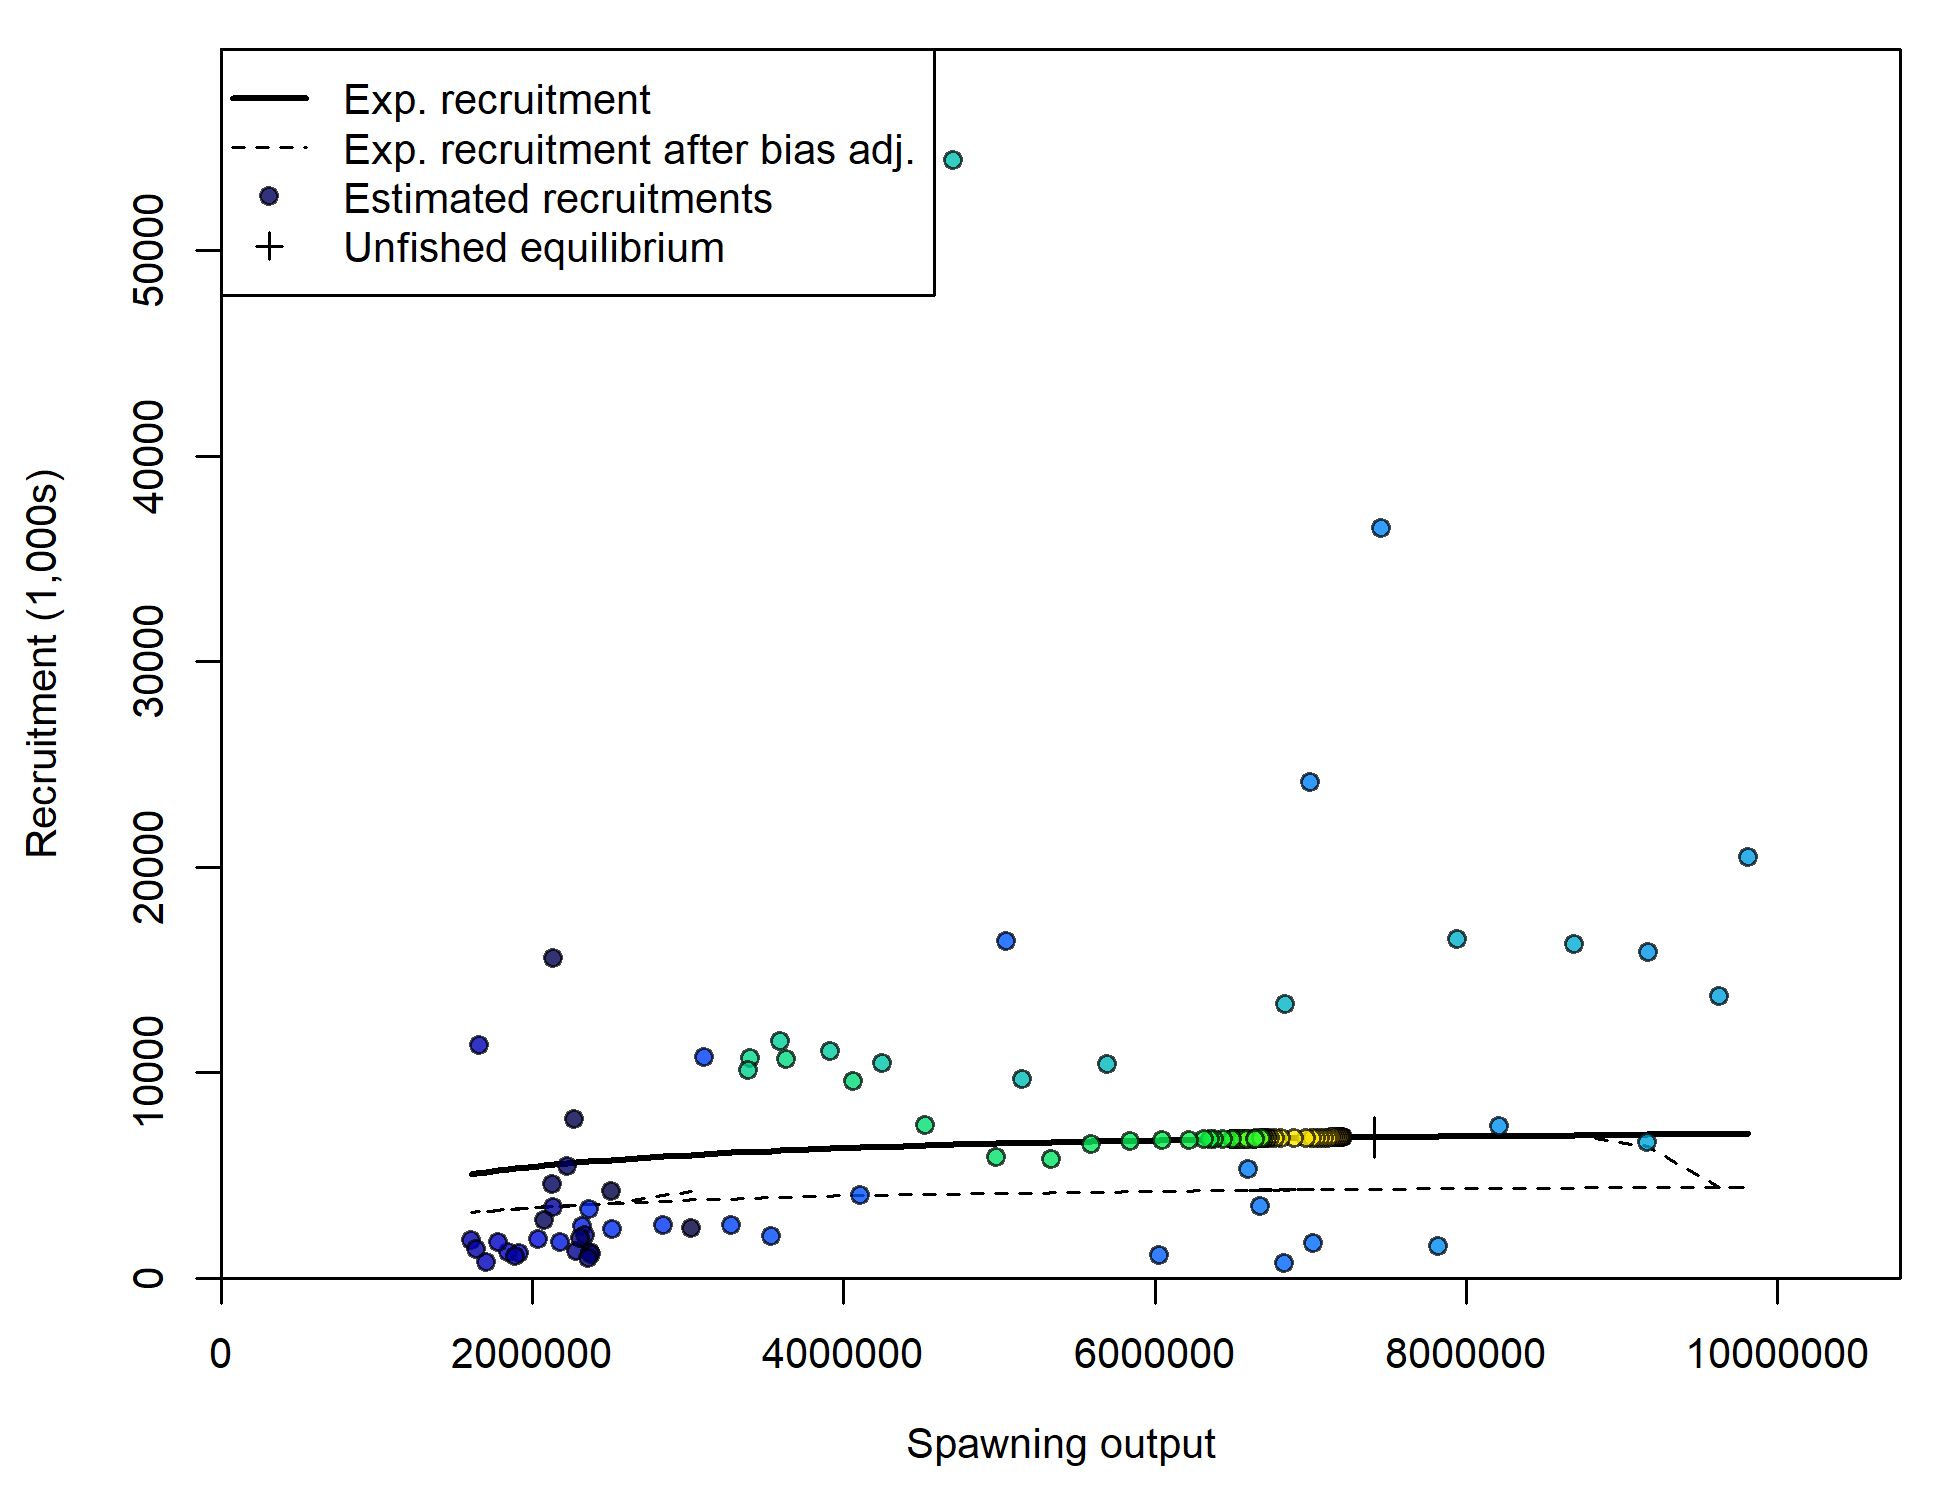 Exp. recruitment
Exp. recruitment after bias adj.
Estimated recruitments
Unfished equilibrium
50000
40000
30000
20000
10000
0
Recruitment (1,000s)
0 2000000 4000000 6000000 8000000 10000000
Spawning output